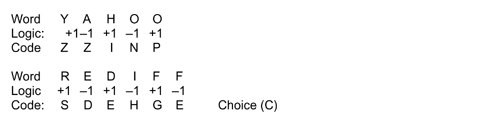 Word Y A H O O
Logic: +1–1 +1 –1 +1
Code Z Z I N P
Word R E D I F F
Logic +1 –1 +1 –1 +1 –1
Code: S D E H G E Choice (C)